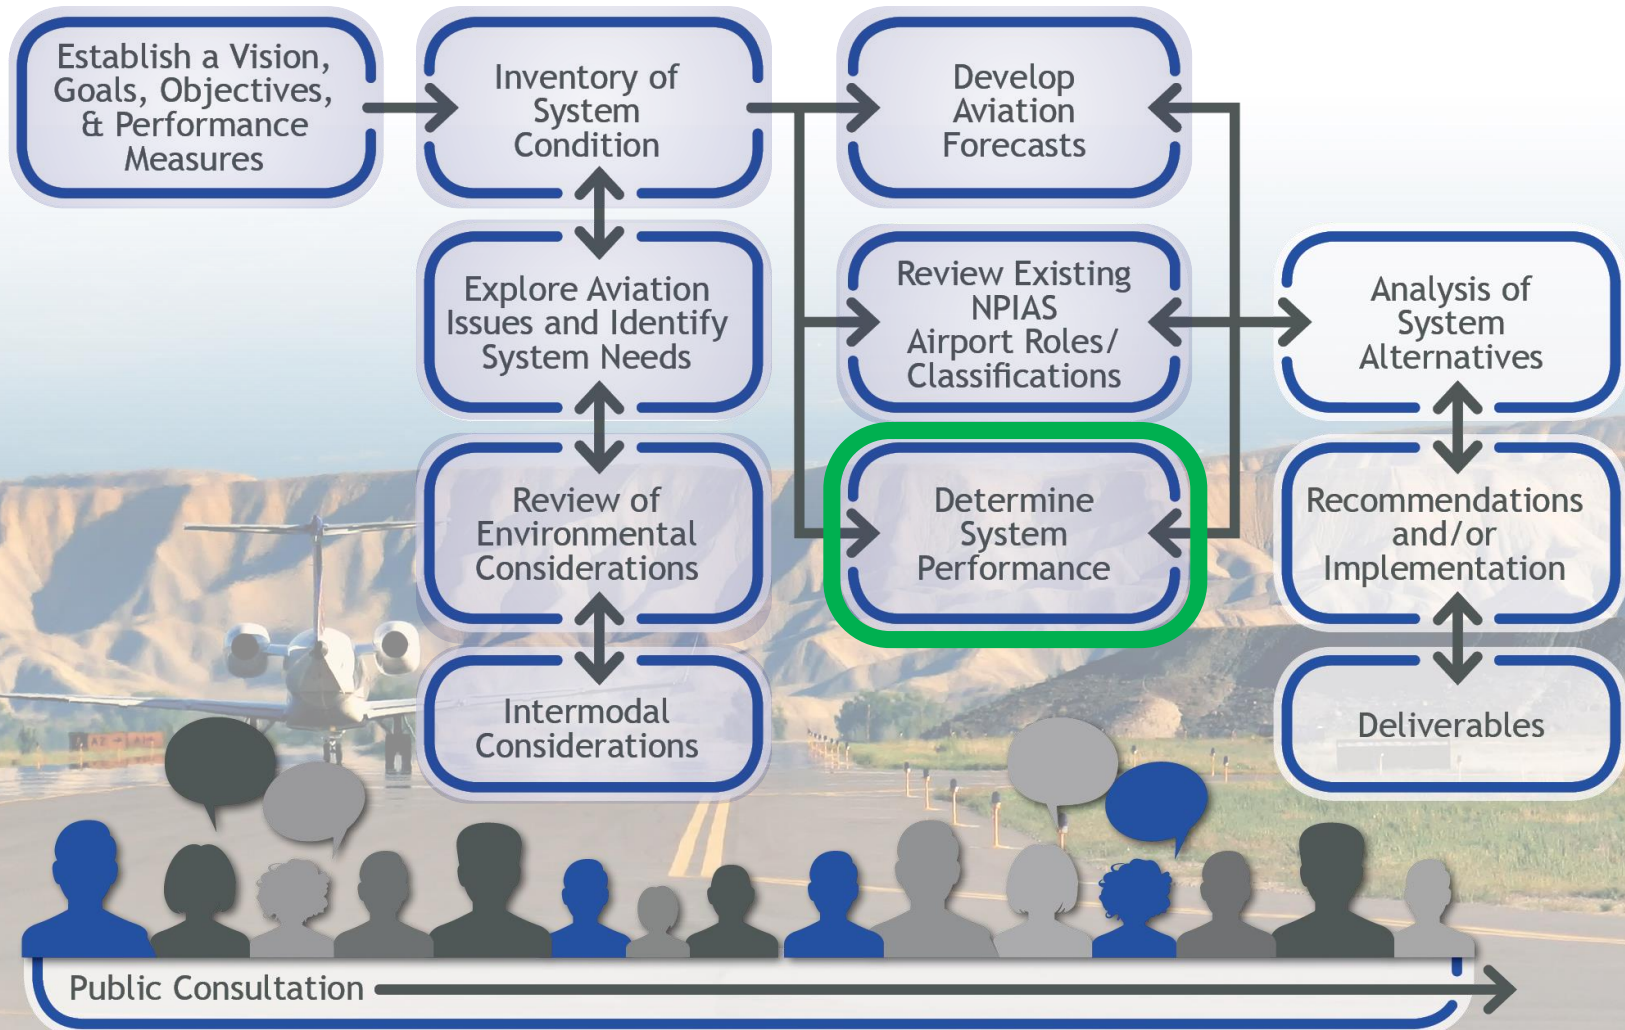 Establish a Vision,
Goals, Objectives,
& Performance
Measures
Inventory of
System
Condition
Develop
Aviation
Forecasts
Explore Aviation
Issues and Identify
System Needs
Review Existing
NPIAS
Airport Roles/
Classifications
Analysis of
System
Alternatives
Review of
Environmental
Considerations
Determine
System
Performance
Recommendations
and/or
Implementation
Intermodal
Considerations
Deliverables
Public Consultation